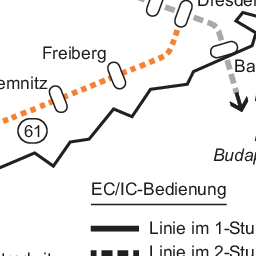 Dresden
Freiberg
emnitz
Ba
61
Budap
EC/IC-Bedienung
Linie im 1-Stu
Linie im 2-Stu